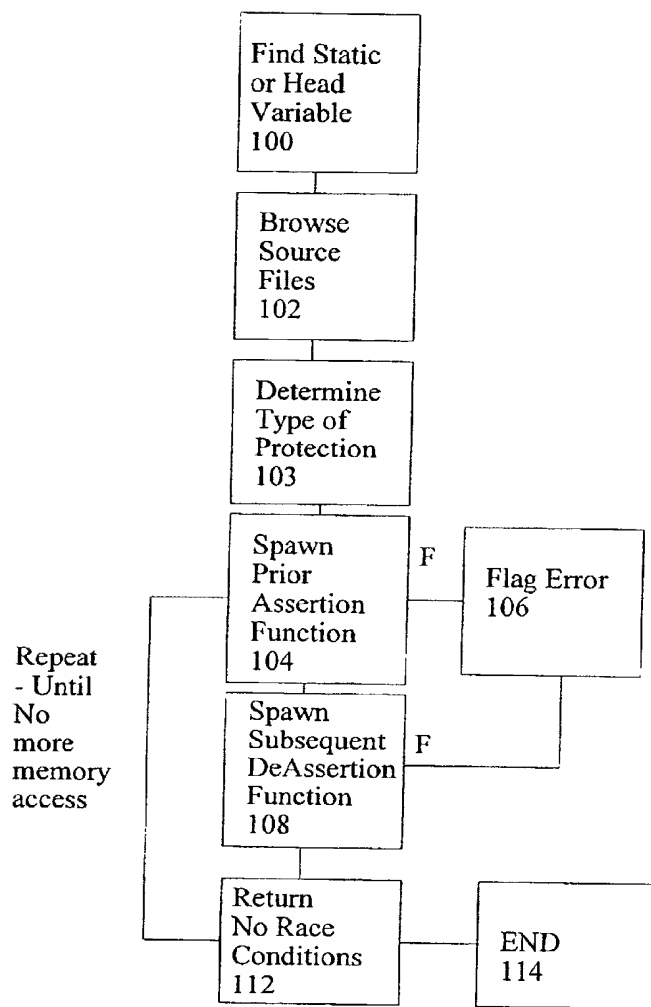 Find Static
or Head
Variable
100
Browse
Source
Files
102
Determine
Type of
Protection
103
Spawn
Prior
Assertion
Function
104
F
Flag Error
106
Repeat
- Until
No
more
memory
access
Spawn
Subsequent
DeAssertion
Function
108
F
Return
No Race
Conditions
112
END
114